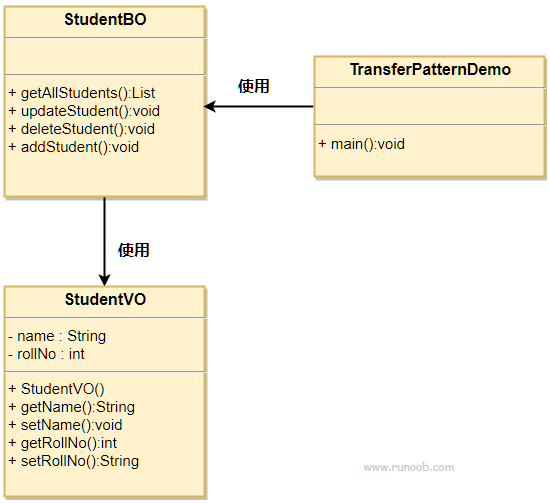 StudentBO
+ getAllStudents():List
+ updateStudent():void
+ deleteStudent():void
+ addStudent():void
使用
TransferPatternDemo
+ main():void
使用
StudentVO
- name : String
- rollNo : int
+ StudentVO()
+ getName():String
+ setName():void
+ getRollNo():int
+ setRollNo():String
www.runoob.com